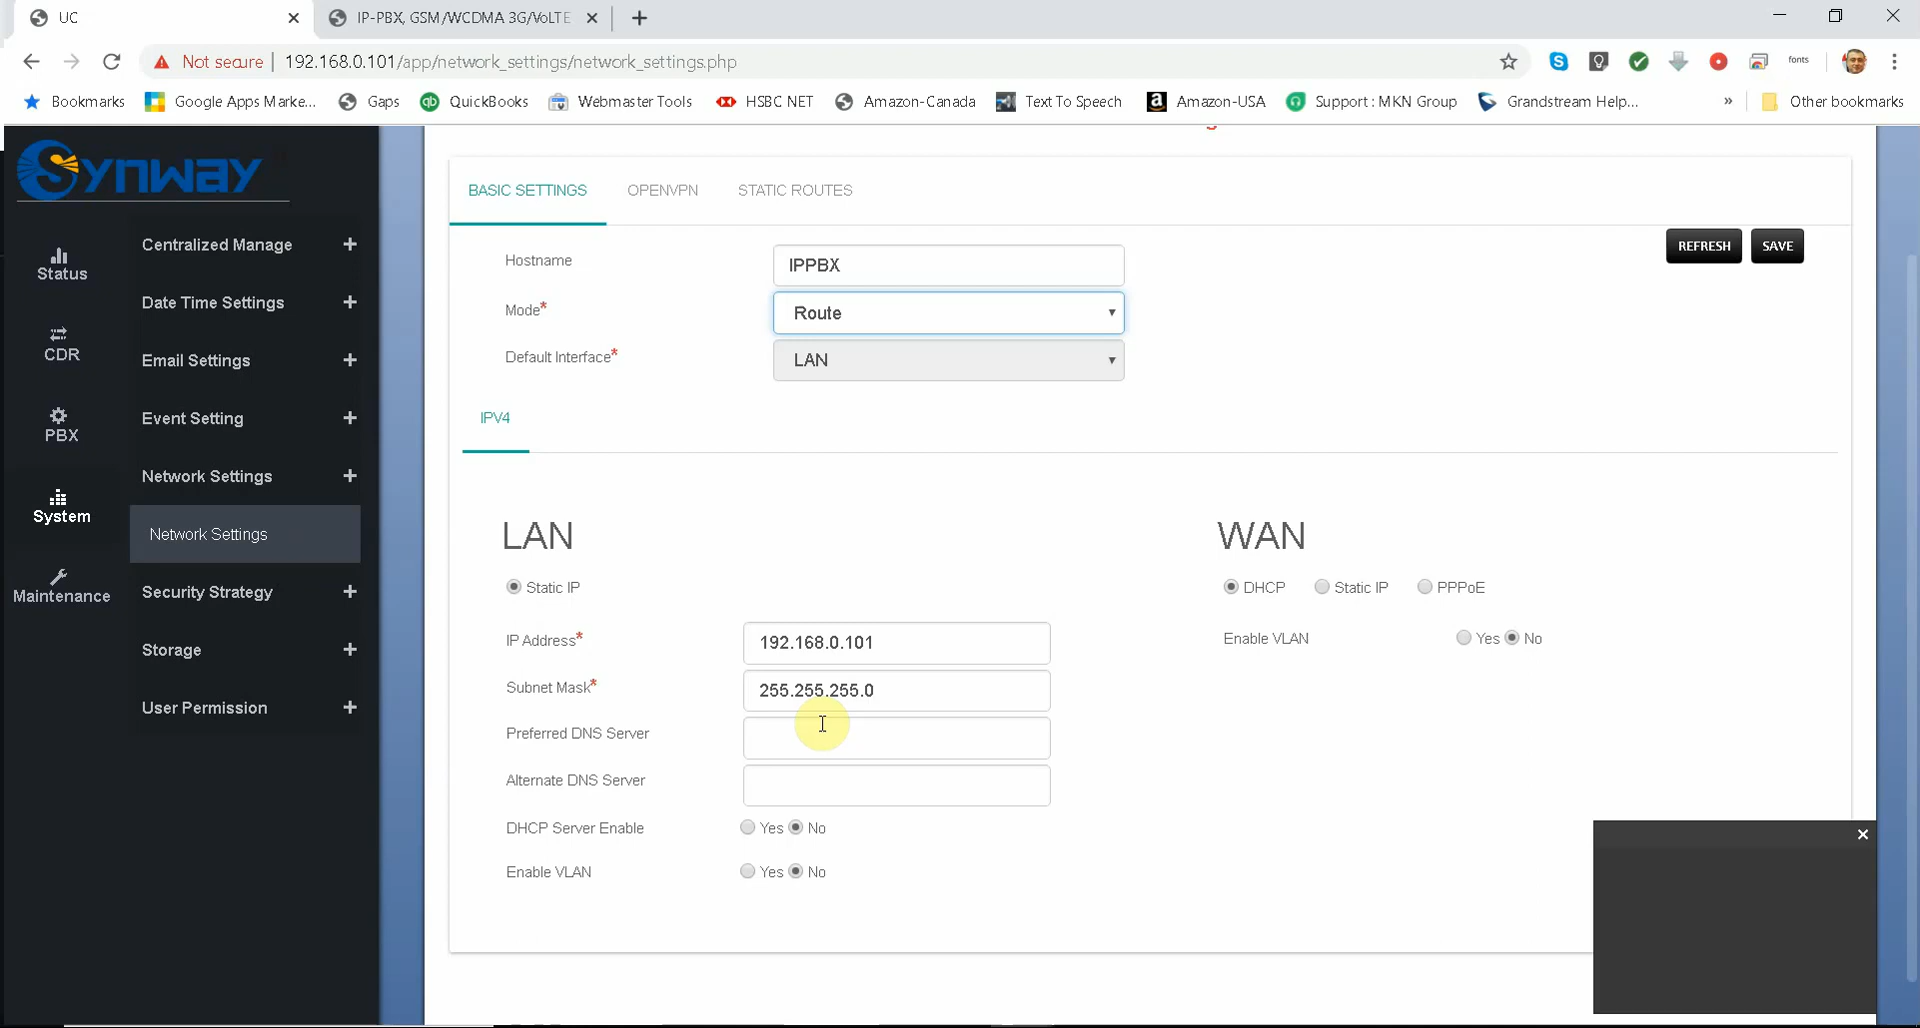 UC
IP-PBX, GSM/WCDMA 3G/VoLTE
Not secure
192.168.0.101/app/network_settings/network_settings.php
fonts
Bookmarks
Google Apps Marke...
Gaps
QuickBooks
Webmaster Tools
HSBC NET
Amazon-Canada
Text To Speech
Amazon-USA
Support : MKN Group
Grandstream Help...
»
Other bookmarks
Synway
Status
CDR
PBX
System
Maintenance
Centralized Manage +
Date Time Settings +
Email Settings +
Event Setting +
Network Settings +
Network Settings
Security Strategy +
Storage +
User Permission +
BASIC SETTINGS
OPENVPN
STATIC ROUTES
REFRESH
SAVE
Hostname IPPBX
Mode* Route
Default Interface* LAN
IPV4
LAN
Static IP
IP Address* 192.168.0.101
Subnet Mask* 255.255.255.0
Preferred DNS Server
Alternate DNS Server
DHCP Server Enable Yes No
Enable VLAN Yes No
WAN
DHCP Static IP PPPoE
Enable VLAN Yes No